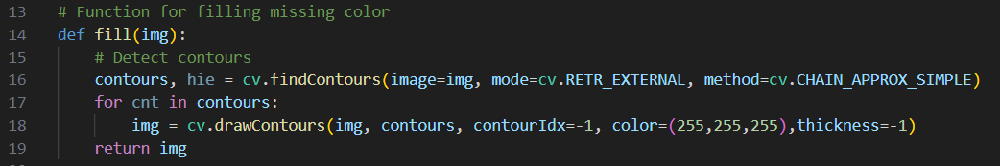 13 # Function for filling missing color
14 def fill(img):
15     # Detect contours
16     contours, hie = cv.findContours(image=img, mode=cv.RETR_EXTERNAL, method=cv.CHAIN_APPROX_SIMPLE)
17     for cnt in contours:
18         img = cv.drawContours(img, contours, contourIdx=-1, color=(255,255,255),thickness=-1)
19     return img